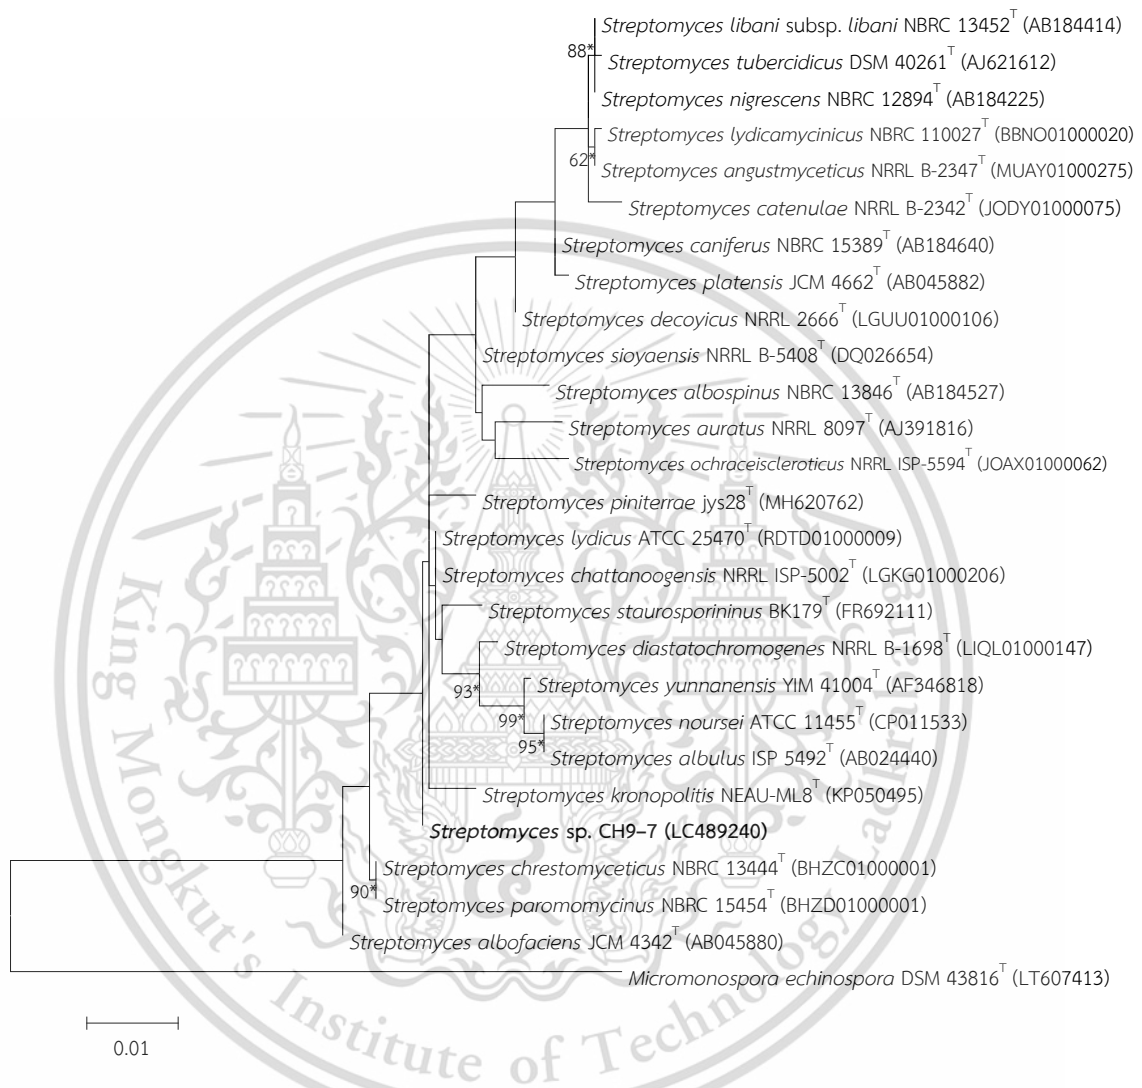 Streptomyces libani subsp. libani NBRC 13452T (AB184414)
88*
Streptomyces tubercidicus DSM 40261T (AJ621612)
Streptomyces nigrescens NBRC 12894T (AB184225)
Streptomyces lydicamycinicus NBRC 110027T (BBNO01000020)
62*
Streptomyces angustmyceticus NRRL B-2347T (MUAY01000275)
Streptomyces catenulae NRRL B-2342T (JODY01000075)
Streptomyces caniferus NBRC 15389T (AB184640)
Streptomyces platensis JCM 4662T (AB045882)
Streptomyces decoyicus NRRL 2666T (LGUU01000106)
Streptomyces sioyaensis NRRL B-5408T (DQ026654)
Streptomyces albospinus NBRC 13846T (AB184527)
Streptomyces auratus NRRL 8097T (AJ391816)
Streptomyces ochraceiscleroticus NRRL ISP-5594T (JOAX01000062)
Streptomyces piniterrae jys28T (MH620762)
Streptomyces lydicus ATCC 25470T (RDTD01000009)
Streptomyces chattanoogensis NRRL ISP-5002T (LGKG01000206)
Streptomyces staurosporininus BK179T (FR692111)
Streptomyces diastatochromogenes NRRL B-1698T (LIQL01000147)
93*
Streptomyces yunnanensis YIM 41004T (AF346818)
99*
Streptomyces noursei ATCC 11455T (CP011533)
95*
Streptomyces albulus ISP 5492T (AB024440)
Streptomyces kronopolitis NEAU-ML8T (KP050495)
Streptomyces sp. CH9-7 (LC489240)
Streptomyces chrestomyceticus NBRC 13444T (BHZC01000001)
90*
Streptomyces paromomycinus NBRC 15454T (BHZD01000001)
Streptomyces albofaciens JCM 4342T (AB045880)
Micromonospora echinospora DSM 43816T (LT607413)
0.01
King Mongkut's Institute of Technology Ladkrabang